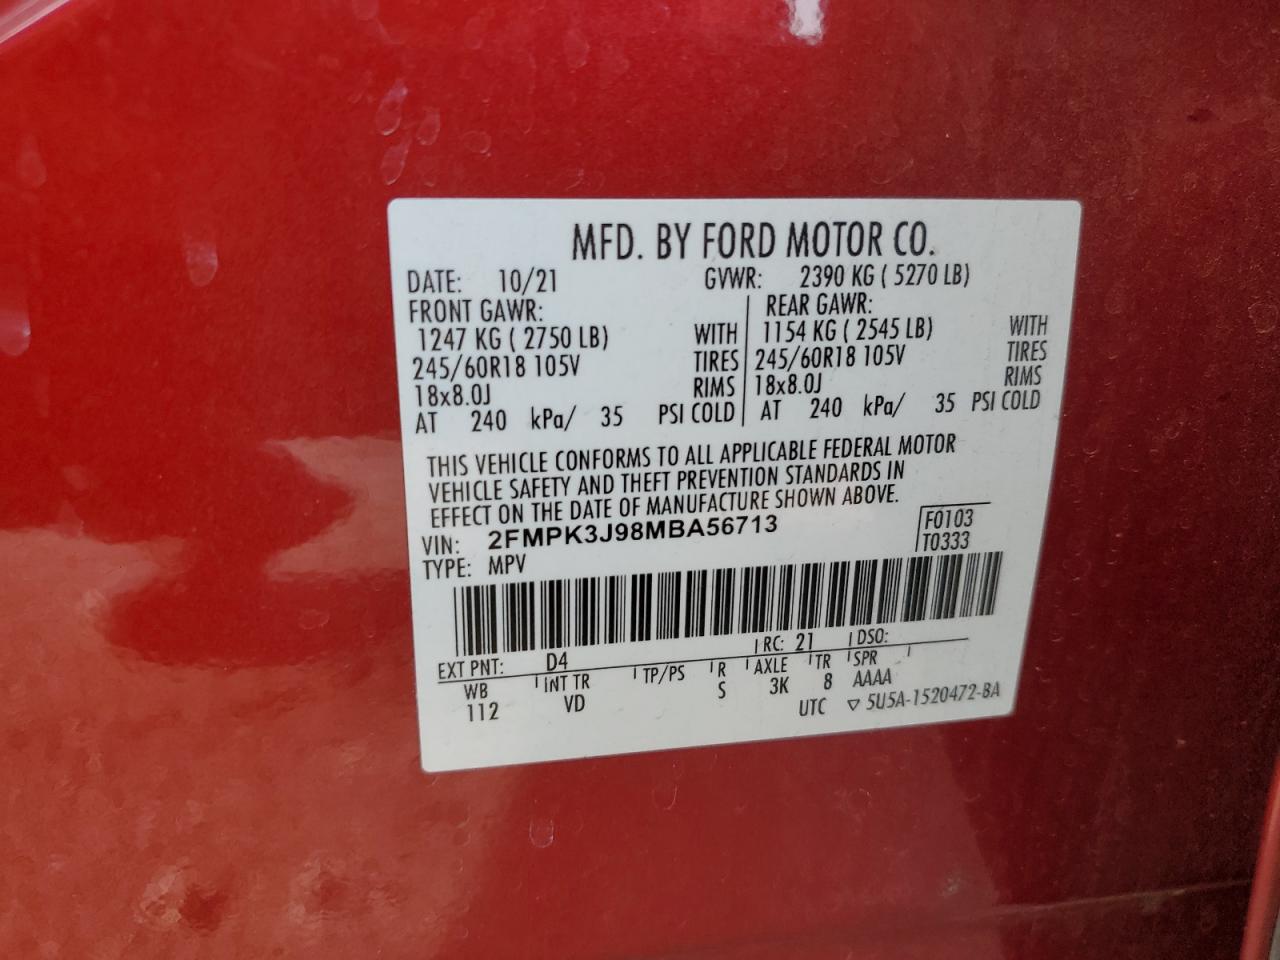 MFD. BY FORD MOTOR CO.
DATE: 10/21 GVWR: 2390 KG ( 5270 LB)
FRONT GAWR: REAR GAWR:
1247 KG ( 2750 LB) WITH 1154 KG ( 2545 LB) WITH
245/60R18 105V TIRES 245/60R18 105V TIRES
18x8.0J RIMS 18x8.0J RIMS
AT 240 kPa/ 35 PSI COLD AT 240 kPa/ 35 PSI COLD
THIS VEHICLE CONFORMS TO ALL APPLICABLE FEDERAL MOTOR
VEHICLE SAFETY AND THEFT PREVENTION STANDARDS IN
EFFECT ON THE DATE OF MANUFACTURE SHOWN ABOVE.
VIN: 2FMPK3J98MBA56713 F0103
TYPE: MPV T0333
EXT PNT: D4 RC: 21 DSO:
WB INT TR TP/PS R AXLE TR SPR
112 VD S 3K 8 AAAA
UTC ▽ 5U5A-1520472-BA